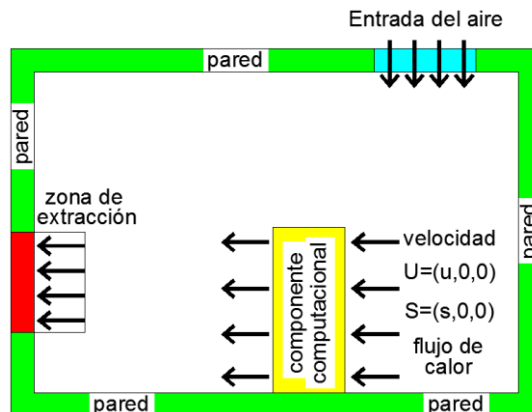 Entrada del aire
pared
pared
zona de
extracción
pared
velocidad
U=(u,0,0)
S=(s,0,0)
flujo de
calor
componente
computacional
pared
pared